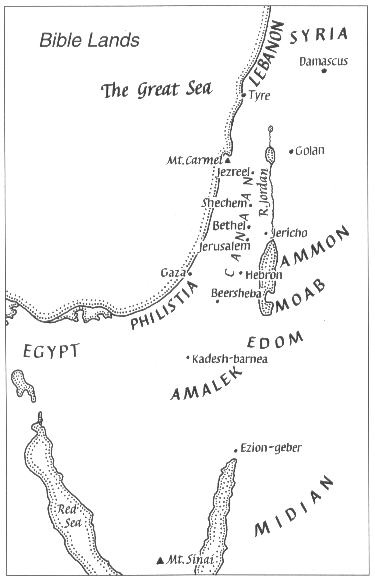 Bible Lands
SYRIA
Damascus
LEBANON
The Great Sea
Tyre
Golan
Mt. Carmel
Jezreel
CANAAN
R. Jordan
Shechem
Bethel
Jericho
Jerusalem
AMMON
Gaza
Hebron
Beersheba
MOAB
PHILISTIA
EDOM
EGYPT
Kadesh-barnea
AMALEK
Ezion-geber
Red
Sea
MIDIAN
Mt. Sinai